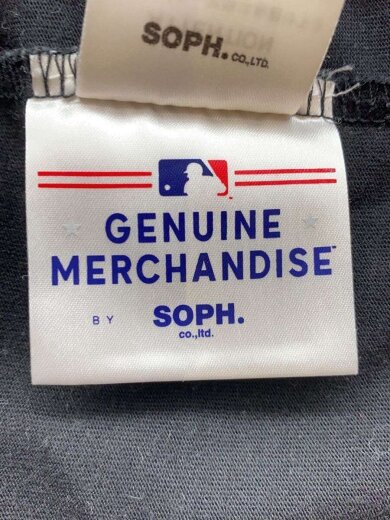 SOPH.CO.,LTD.
GENUINE
MERCHANDISE™
BY SOPH.
co.,ltd.